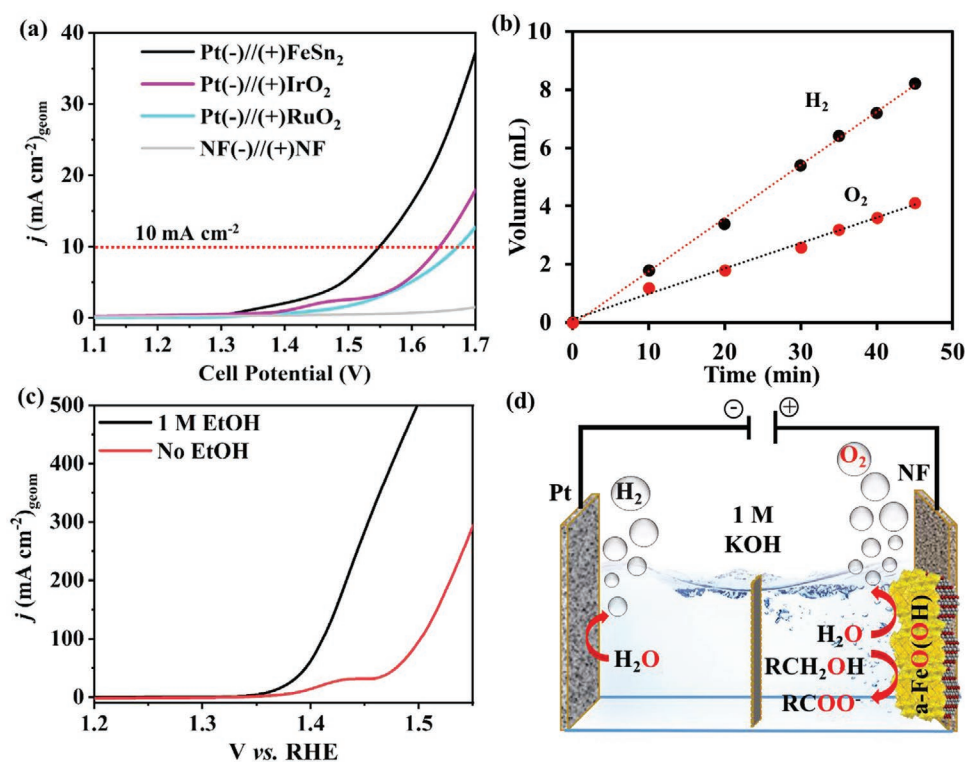 (a)
Pt(-)//(+)FeSn₂
Pt(-)//(+)IrO₂
Pt(-)//(+)RuO₂
NF(-)//(+)NF
10 mA cm⁻²
j (mA cm⁻²)geom
40
30
20
10
0
1.1 1.2 1.3 1.4 1.5 1.6 1.7
Cell Potential (V)
(b)
H₂
O₂
Volume (mL)
10
8
6
4
2
0
0 10 20 30 40 50
Time (min)
(c)
1 M EtOH
No EtOH
j (mA cm⁻²)geom
500
400
300
200
100
0
1.2 1.3 1.4 1.5
V vs. RHE
(d)
- +
Pt
H₂
O₂
NF
1 M
KOH
H₂O
H₂O
RCH₂OH
RCOO⁻
a-FeO(OH)